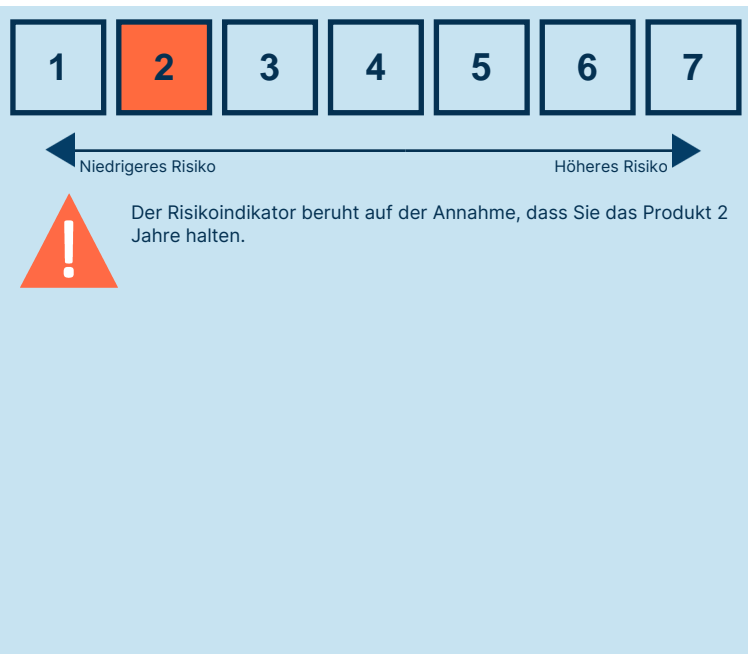 1 2 3 4 5 6 7
Niedrigeres Risiko Höheres Risiko
!
Der Risikoindikator beruht auf der Annahme, dass Sie das Produkt 2
Jahre halten.